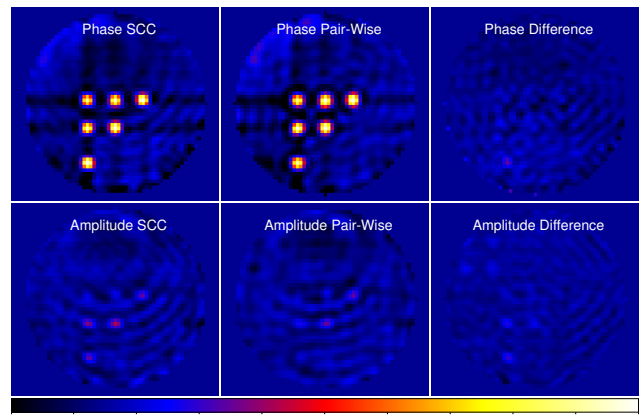 Phase SCC
Phase Pair-Wise
Phase Difference
Amplitude SCC
Amplitude Pair-Wise
Amplitude Difference